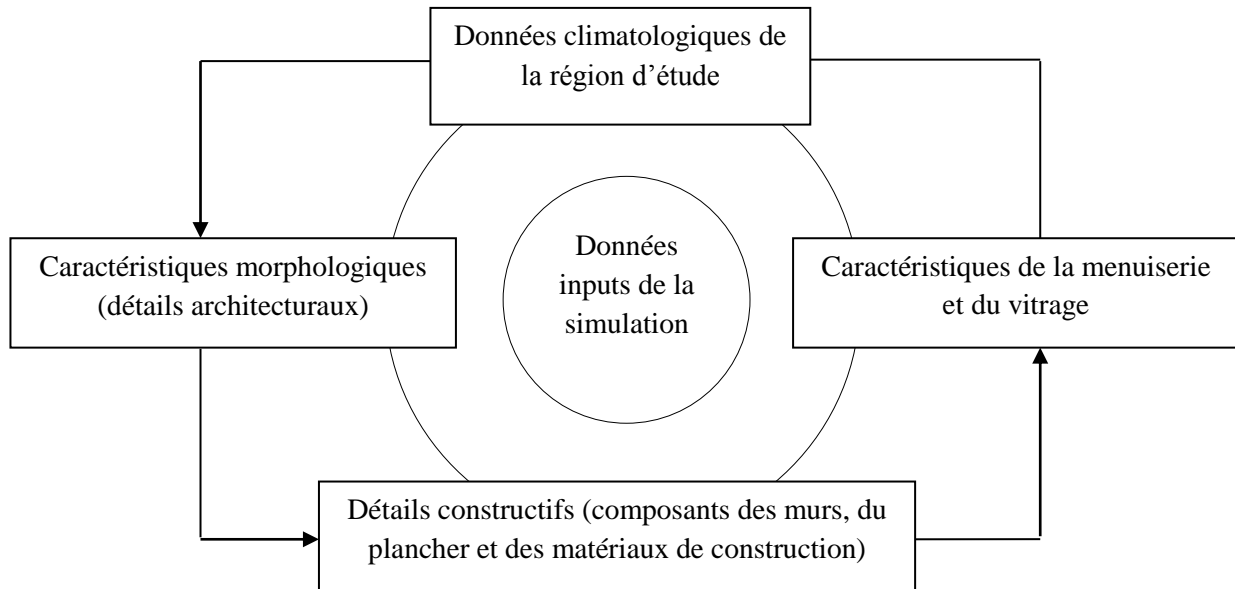 Données climatologiques de
la région d’étude
Caractéristiques morphologiques
(détails architecturaux)
Données
inputs de la
simulation
Caractéristiques de la menuiserie
et du vitrage
Détails constructifs (composants des murs, du
plancher et des matériaux de construction)